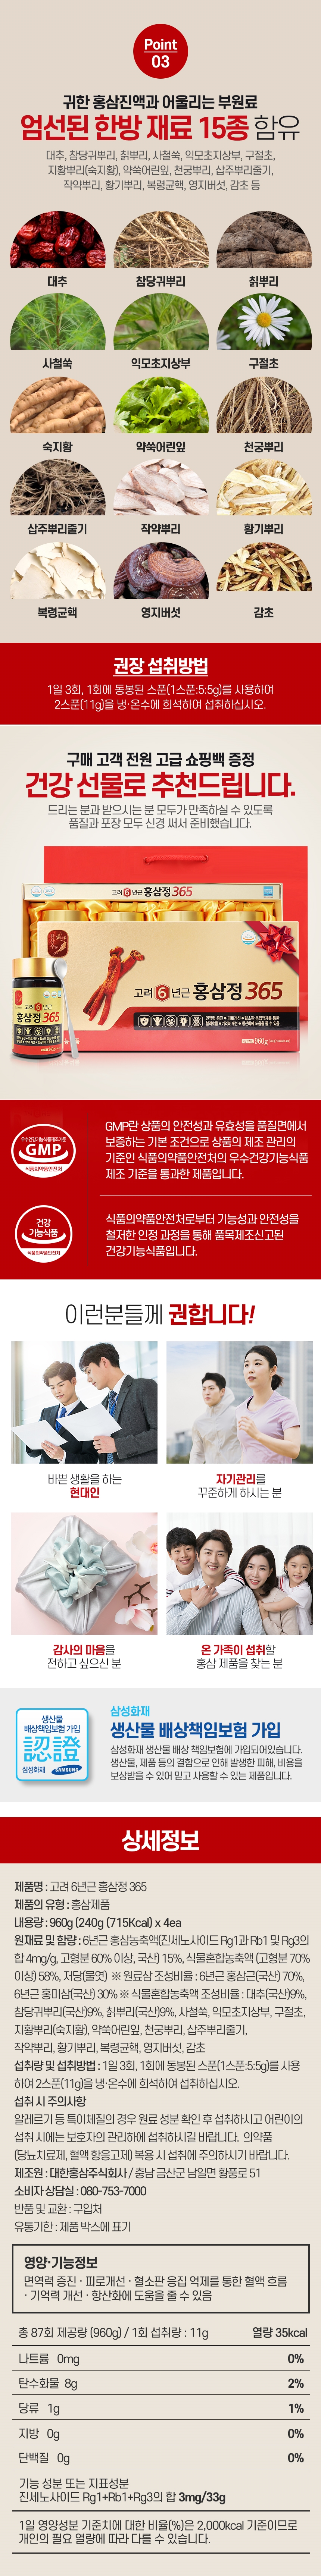 Point
03
귀한 홍삼진액과 어울리는 부원료
엄선된 한방 재료 15종 함유
대추, 참당귀뿌리, 칡뿌리, 사철쑥, 익모초지상부, 구절초,
지황뿌리(숙지황), 약쑥어린잎, 천궁뿌리, 삽주뿌리줄기,
작약뿌리, 황기뿌리, 복령균핵, 영지버섯, 감초 등
대추
참당귀뿌리
칡뿌리
사철쑥
익모초지상부
구절초
숙지황
약쑥어린잎
천궁뿌리
삽주뿌리줄기
작약뿌리
황기뿌리
복령균핵
영지버섯
감초
권장 섭취방법
1일 3회, 1회에 동봉된 스푼(1스푼:5.5g)를 사용하여
2스푼(11g)을 냉·온수에 희석하여 섭취하십시오.
구매 고객 전원 고급 쇼핑백 증정
건강 선물로 추천드립니다.
드리는 분과 받으시는 분 모두가 만족하실 수 있도록
품질과 포장 모두 신경 써서 준비했습니다.
고려 6년근 홍삼정 365
고려 6년근 홍삼정 365
홍삼정
365
960g
우수건강기능식품제조기준
GMP
식품의약품안전처
GMP란 상품의 안전성과 유효성을 품질면에서
보증하는 기본 조건으로 상품의 제조 관리의
기준인 식품의약품안전처의 우수건강기능식품
제조 기준을 통과한 제품입니다.
건강
기능식품
식품의약품안전처
식품의약품안전처로부터 기능성과 안전성을
철저한 인정 과정을 통해 품목제조신고된
건강기능식품입니다.
이런분들께 권합니다!
바쁜 생활을 하는
현대인
자기관리를
꾸준하게 하시는 분
감사의 마음을
전하고 싶으신 분
온 가족이 섭취할
홍삼 제품을 찾는 분
생산물
배상책임보험 가입
認證
삼성화재 SAMSUNG
삼성화재
생산물 배상책임보험 가입
삼성화재 생산물 배상 책임보험에 가입되어있습니다.
생산물, 제품 등의 결함으로 인해 발생한 피해, 비용을
보상받을 수 있어 믿고 사용할 수 있는 제품입니다.
상세정보
제품명 : 고려 6년근 홍삼정 365
제품의 유형 : 홍삼제품
내용량 : 960g (240g (715Kcal) x 4ea
원재료 및 함량 : 6년근 홍삼농축액(진세노사이드 Rg1과 Rb1 및 Rg3의
합 4mg/g, 고형분 60% 이상, 국산) 15%, 식물혼합농축액 (고형분 70%
이상) 58%, 저당(물엿) ※ 원료삼 조성비율 : 6년근 홍삼근(국산) 70%,
6년근 홍미삼(국산) 30% ※ 식물혼합농축액 조성비율 : 대추(국산)9%,
참당귀뿌리(국산)9%, 칡뿌리(국산)9%, 사철쑥, 익모초지상부, 구절초,
지황뿌리(숙지황), 약쑥어린잎, 천궁뿌리, 삽주뿌리줄기,
작약뿌리, 황기뿌리, 복령균핵, 영지버섯, 감초
섭취량 및 섭취방법 : 1일 3회, 1회에 동봉된 스푼(1스푼:5.5g)를 사용
하여 2스푼(11g)을 냉·온수에 희석하여 섭취하십시오.
섭취 시 주의사항
알레르기 등 특이체질의 경우 원료 성분 확인 후 섭취하시고 어린이의
섭취 시에는 보호자의 관리하에 섭취하시길 바랍니다. 의약품
(당뇨치료제, 혈액 항응고제) 복용 시 섭취에 주의하시기 바랍니다.
제조원 : 대한홍삼주식회사 / 충남 금산군 남일면 황풍로 51
소비자 상담실 : 080-753-7000
반품 및 교환 : 구입처
유통기한 : 제품 박스에 표기
영양·기능정보
면역력 증진 · 피로개선 · 혈소판 응집 억제를 통한 혈액 흐름
· 기억력 개선 · 항산화에 도움을 줄 수 있음
총 87회 제공량 (960g) / 1회 섭취량 : 11g 열량 35kcal
나트륨 0mg 0%
탄수화물 8g 2%
당류 1g 1%
지방 0g 0%
단백질 0g 0%
기능 성분 또는 지표성분
진세노사이드 Rg1+Rb1+Rg3의 합 3mg/33g
1일 영양성분 기준치에 대한 비율(%)은 2,000kcal 기준이므로
개인의 필요 열량에 따라 다를 수 있습니다.